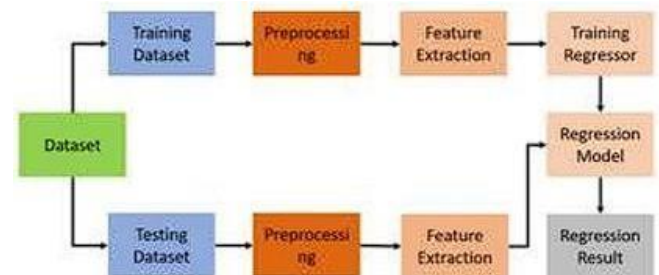 Training
Dataset
Preprocessi
ng
Feature
Extraction
Training
Regressor
Dataset
Regression
Model
Testing
Dataset
Preprocessi
ng
Feature
Extraction
Regression
Result